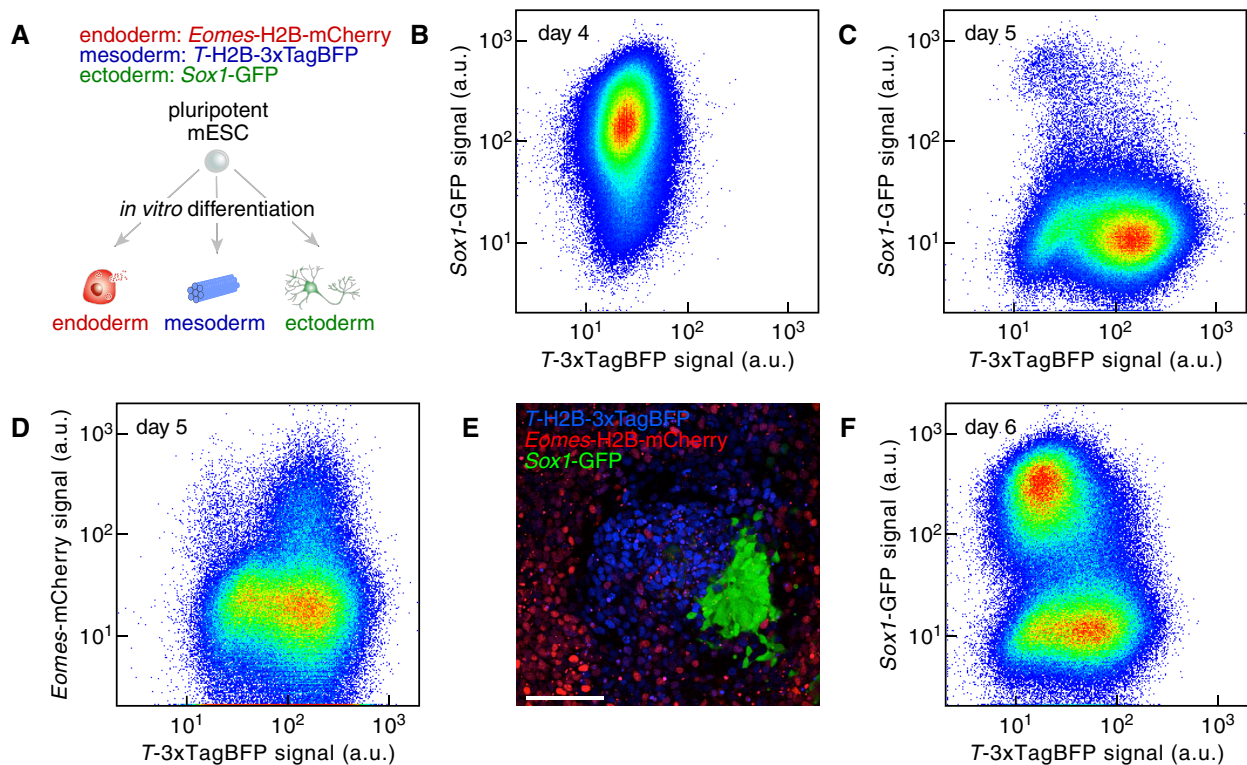 A
endoderm: Eomes-H2B-mCherry
mesoderm: T-H2B-3xTagBFP
ectoderm: Sox1-GFP
pluripotent
mESC
in vitro differentiation
endoderm
mesoderm
ectoderm
B
day 4
Sox1-GFP signal (a.u.)
10³
10²
10¹
10¹
10²
10³
T-3xTagBFP signal (a.u.)
C
day 5
Sox1-GFP signal (a.u.)
10³
10²
10¹
10¹
10²
10³
T-3xTagBFP signal (a.u.)
D
day 5
Eomes-mCherry signal (a.u.)
10³
10²
10¹
10¹
10²
10³
T-3xTagBFP signal (a.u.)
E
T-H2B-3xTagBFP
Eomes-H2B-mCherry
Sox1-GFP
F
day 6
Sox1-GFP signal (a.u.)
10³
10²
10¹
10¹
10²
10³
T-3xTagBFP signal (a.u.)